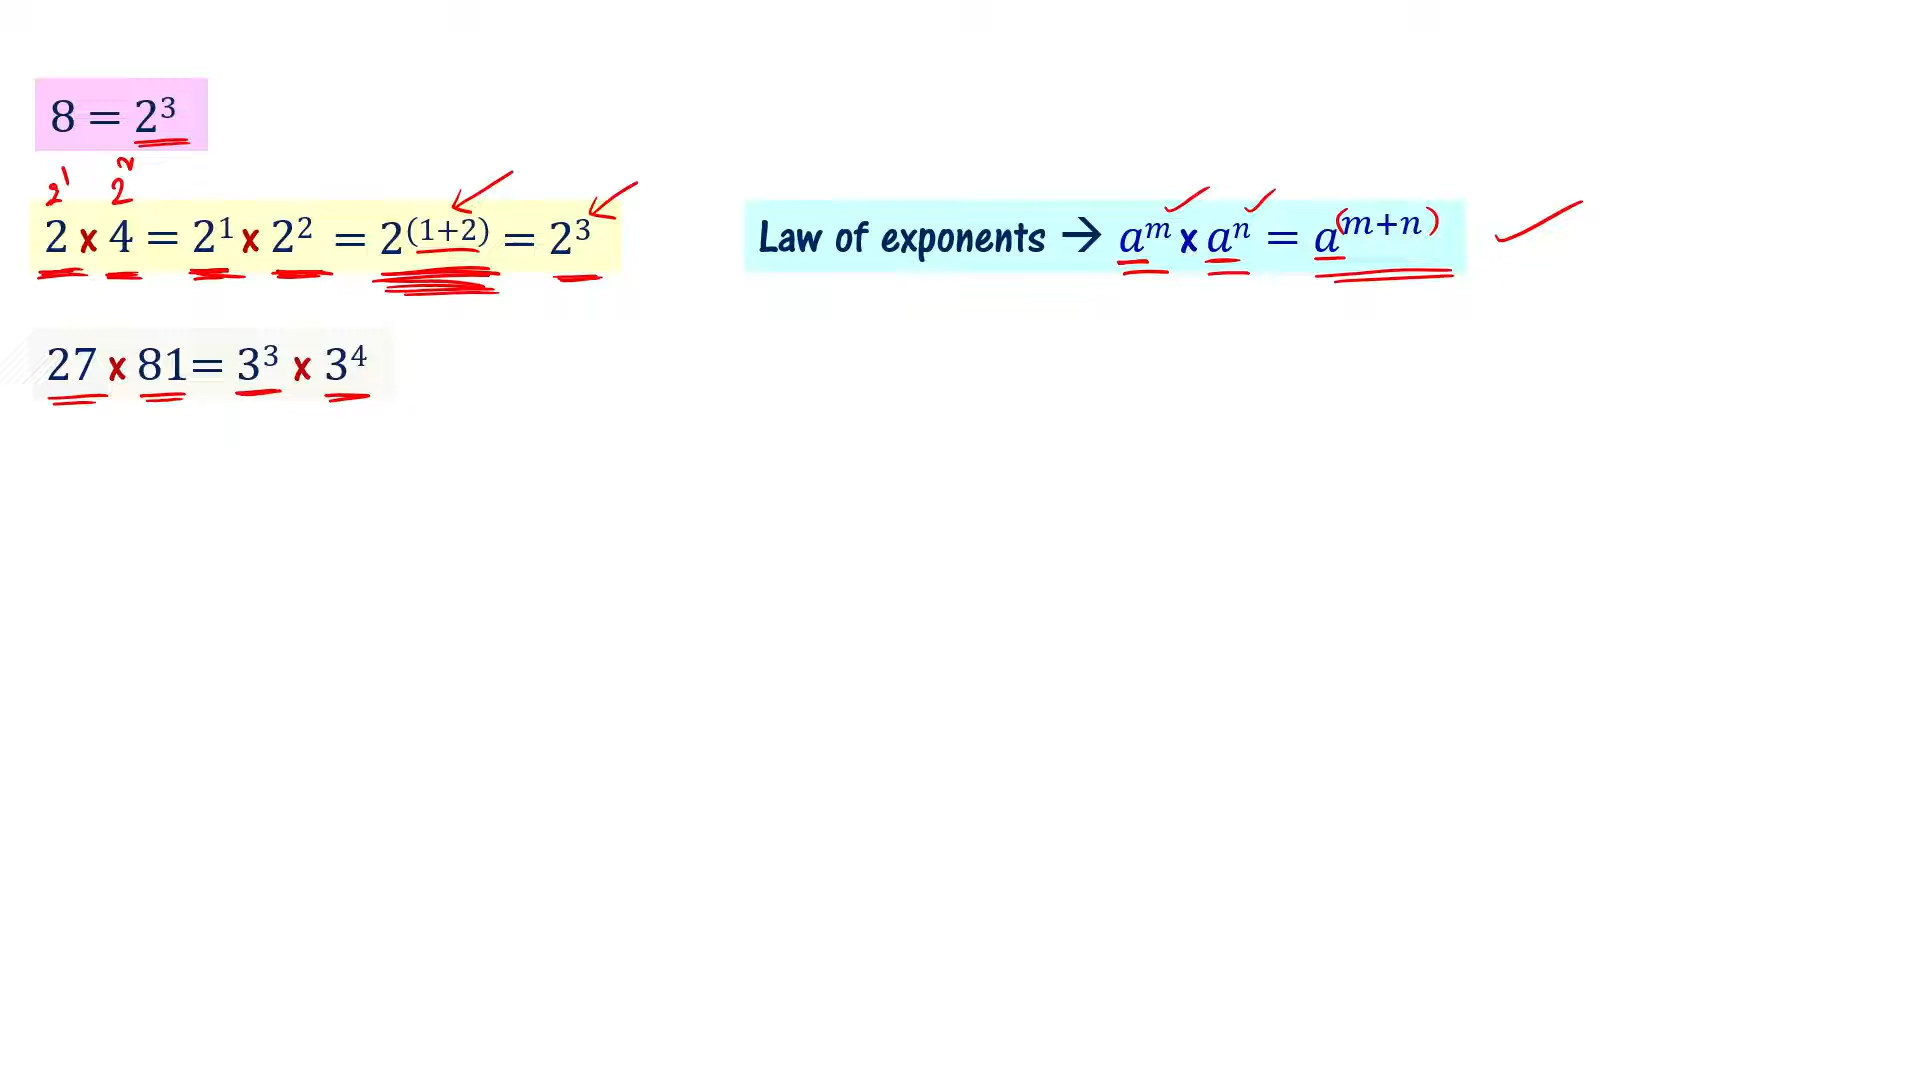 8 = 2³
2¹ 2²
2 x 4 = 2¹ x 2² = 2⁽¹⁺²⁾ = 2³
Law of exponents → aᵐ x aⁿ = a⁽ᵐ⁺ⁿ⁾
27 x 81= 3³ x 3⁴